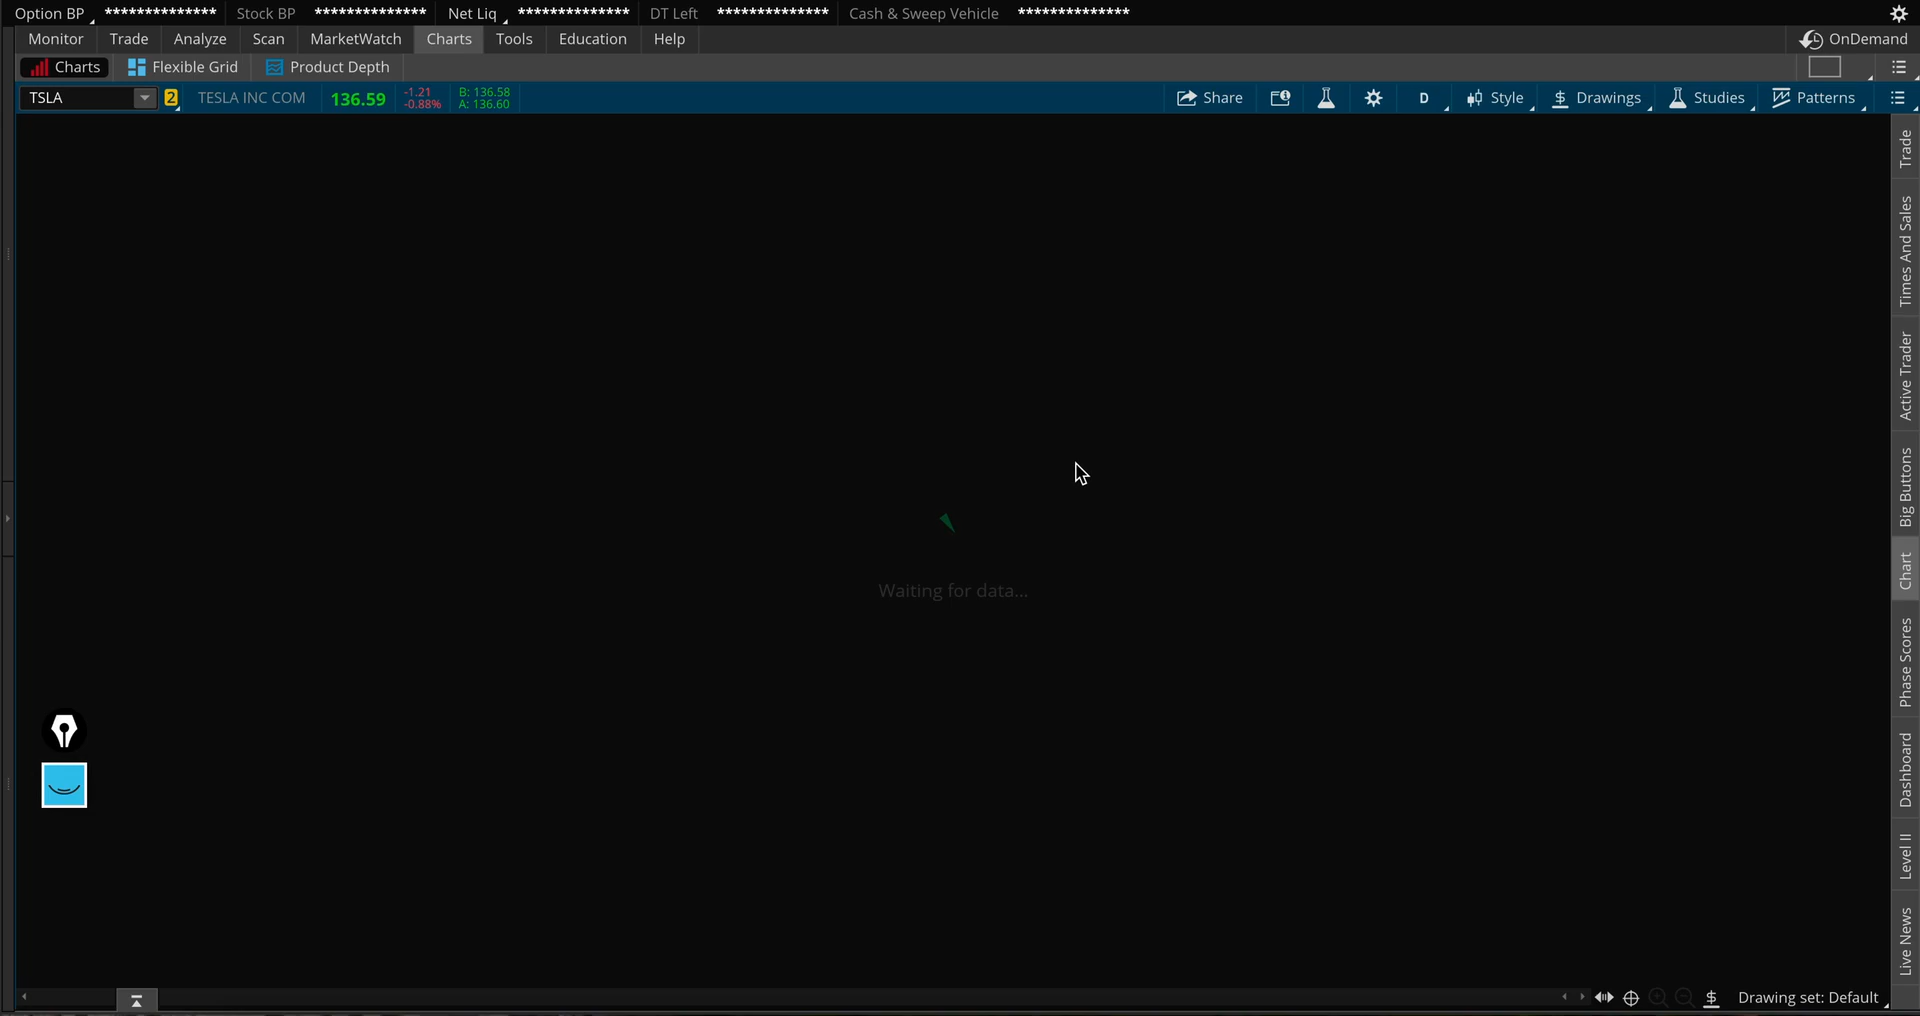 Option BP ************** Stock BP ************** Net Liq ************** DT Left ************** Cash & Sweep Vehicle **************
Monitor Trade Analyze Scan MarketWatch Charts Tools Education Help OnDemand
Charts Flexible Grid Product Depth
TSLA 2 TESLA INC COM 136.59 -1.21 B: 136.58 Share D Style $ Drawings Studies Patterns
-0.88% A: 136.60
Trade
Times And Sales
Active Trader
Big Buttons
Chart
Phase Scores
Dashboard
Level II
Live News
Waiting for data...
$ Drawing set: Default